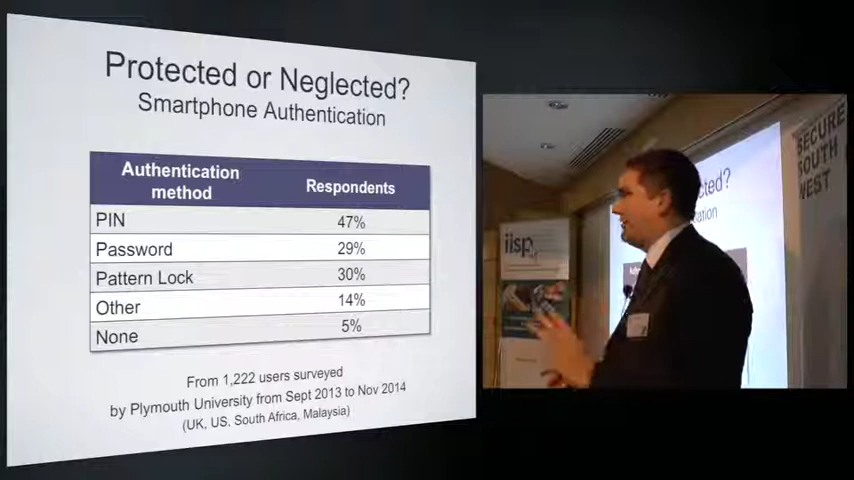 Protected or Neglected?
Smartphone Authentication
Authentication method Respondents
PIN 47%
Password 29%
Pattern Lock 30%
Other 14%
None 5%
From 1,222 users surveyed
by Plymouth University from Sept 2013 to Nov 2014
(UK, US, South Africa, Malaysia)
iisp
cted?
ation
SECURE
SOUTH
WEST